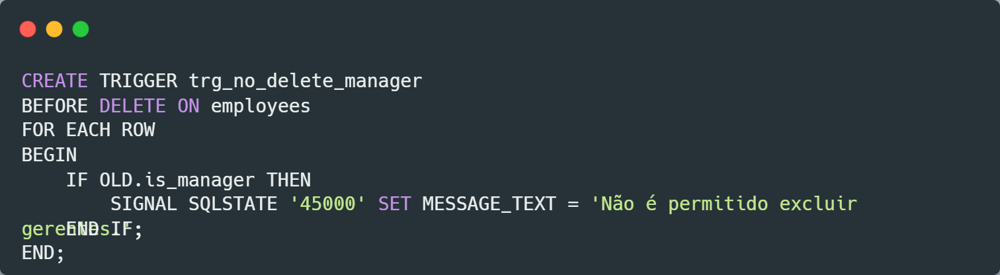 CREATE TRIGGER trg_no_delete_manager
BEFORE DELETE ON employees
FOR EACH ROW
BEGIN
    IF OLD.is_manager THEN
        SIGNAL SQLSTATE '45000' SET MESSAGE_TEXT = 'Não é permitido excluir
gerentes.';
    END IF;
END;